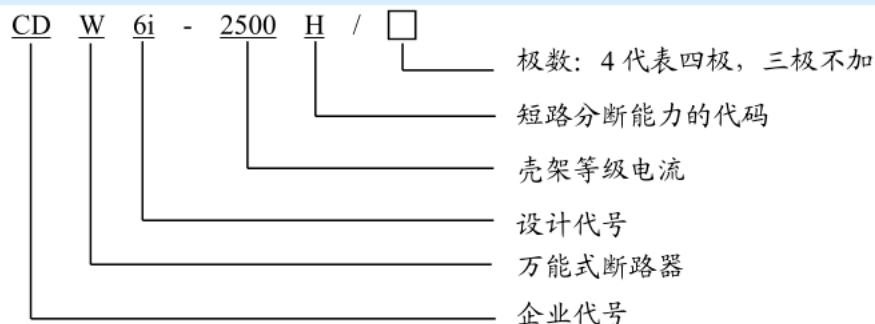 CD W 6i - 2500 H / □
极数：4 代表四极，三极不加
短路分断能力的代码
壳架等级电流
设计代号
万能式断路器
企业代号